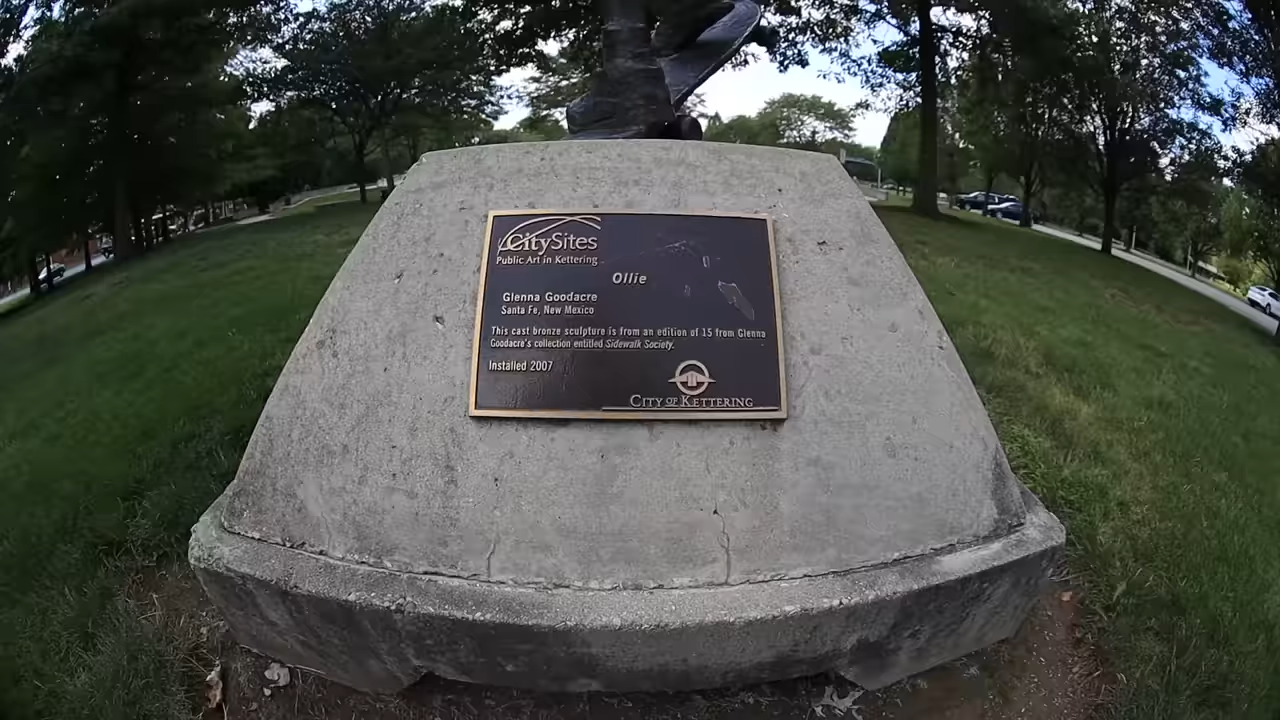 CitySites
Public Art in Kettering
Ollie
Glenna Goodacre
Santa Fe, New Mexico
This cast bronze sculpture is from an edition of 15 from Glenna
Goodacre's collection entitled Sidewalk Society.
Installed 2007
CITY OF KETTERING